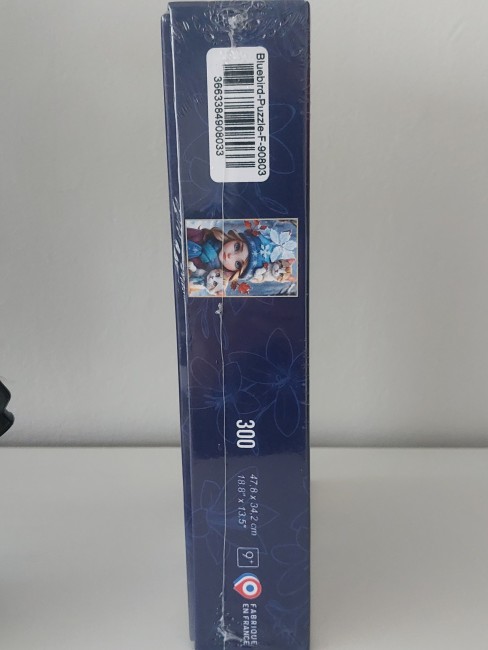 Bluebird-Puzzle-F-90803
3663384908033
300
47,8 x 34,2 cm
18.8" x 13.5"
9+
FABRIQUÉ
EN FRANCE